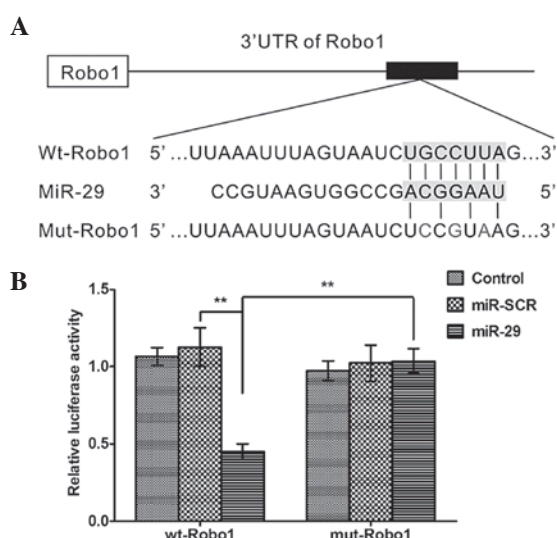 A
3'UTR of Robo1
Robo1
Wt-Robo1 5' ...UUAAAUUUAGUAAUCUGCCUUAG...3'
MiR-29 3' CCGUAAGUGGCCGACGGAAU 5'
Mut-Robo1 5' ...UUAAAUUUAGUAAUCUCCGUAAG...3'
B
Control
miR-SCR
miR-29
Relative luciferase activity
1.5
1.0
0.5
0.0
** **
wt-Robo1 mut-Robo1